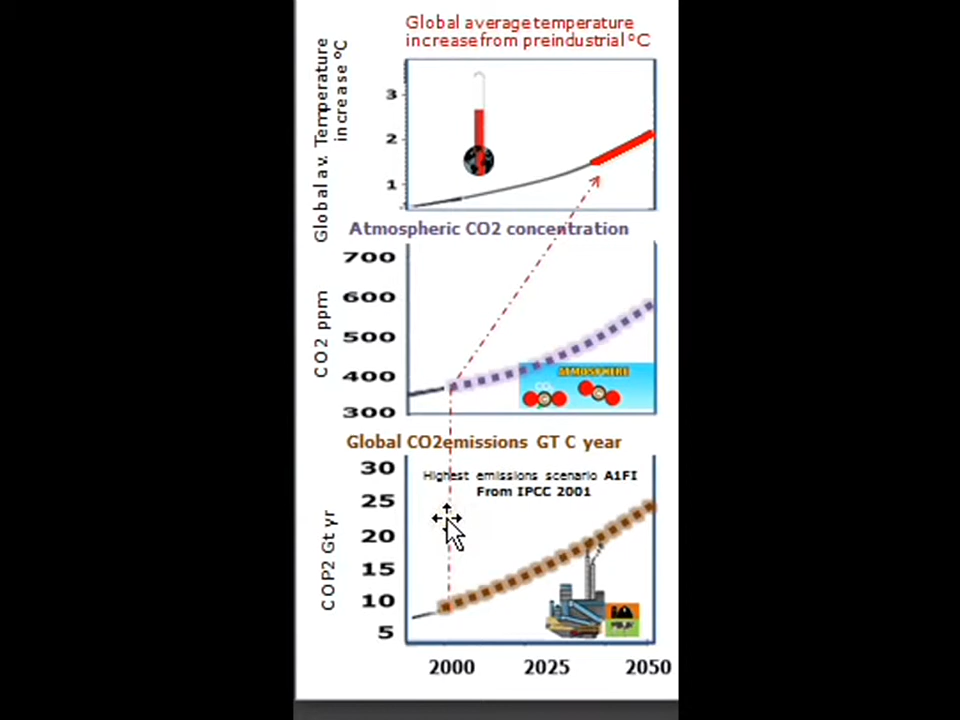 Global average temperature
increase from preindustrial ºC
Global av. Temperature
increase ºC
3
2
1
Atmospheric CO2 concentration
CO2 ppm
700
600
500
400
300
ATMOSPHERE
Global CO2emissions GT C year
COP2 Gt yr
30
25
20
15
10
5
Highest emissions scenario A1FI
From IPCC 2001
2000 2025 2050